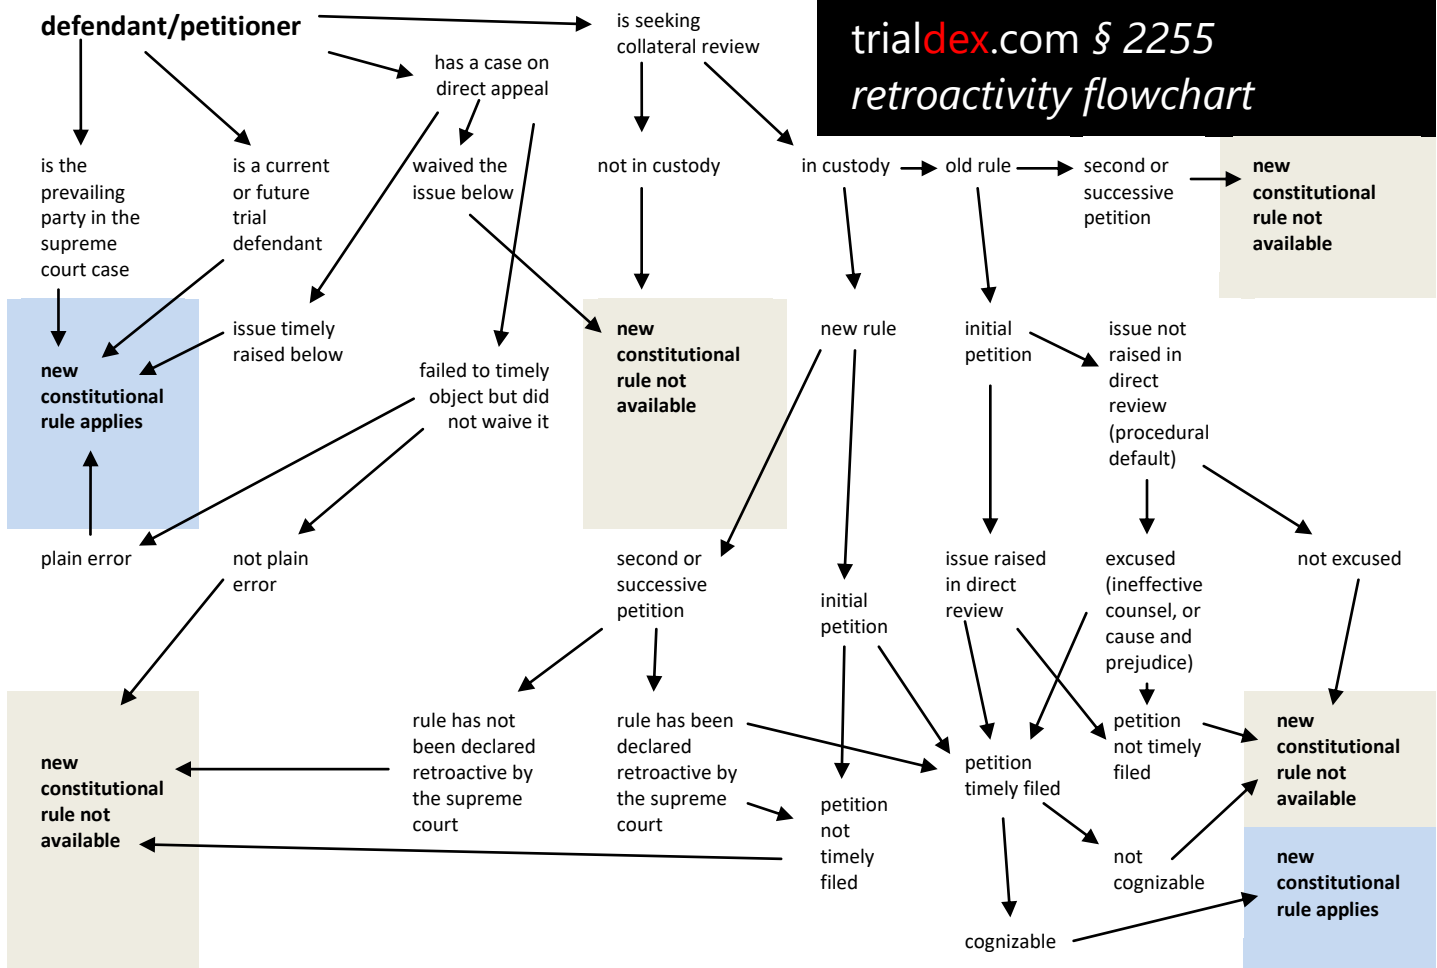 defendant/petitioner
is seeking
collateral review
trialdex.com § 2255
retroactivity flowchart
has a case on
direct appeal
is the
prevailing
party in the
supreme
court case
is a current
or future
trial
defendant
waived the
issue below
not in custody
in custody
old rule
second or
successive
petition
new
constitutional
rule not
available
new
constitutional
rule applies
issue timely
raised below
failed to timely
object but did
not waive it
new
constitutional
rule not
available
new rule
initial
petition
issue not
raised in
direct
review
(procedural
default)
plain error
not plain
error
second or
successive
petition
initial
petition
issue raised
in direct
review
excused
(ineffective
counsel, or
cause and
prejudice)
not excused
new
constitutional
rule not
available
rule has not
been declared
retroactive by
the supreme
court
rule has been
declared
retroactive by
the supreme
court
petition
not
timely
filed
petition
timely filed
petition
not timely
filed
new
constitutional
rule not
available
not
cognizable
new
constitutional
rule applies
cognizable